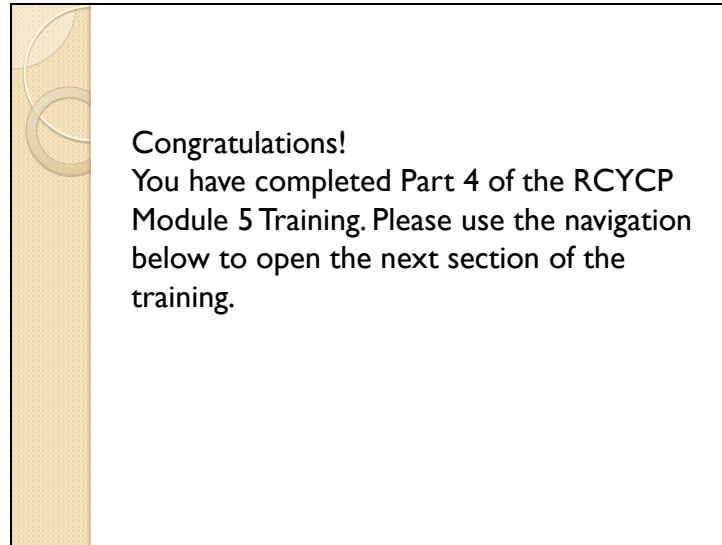 Congratulations!
You have completed Part 4 of the RCYCP
Module 5 Training. Please use the navigation
below to open the next section of the
training.